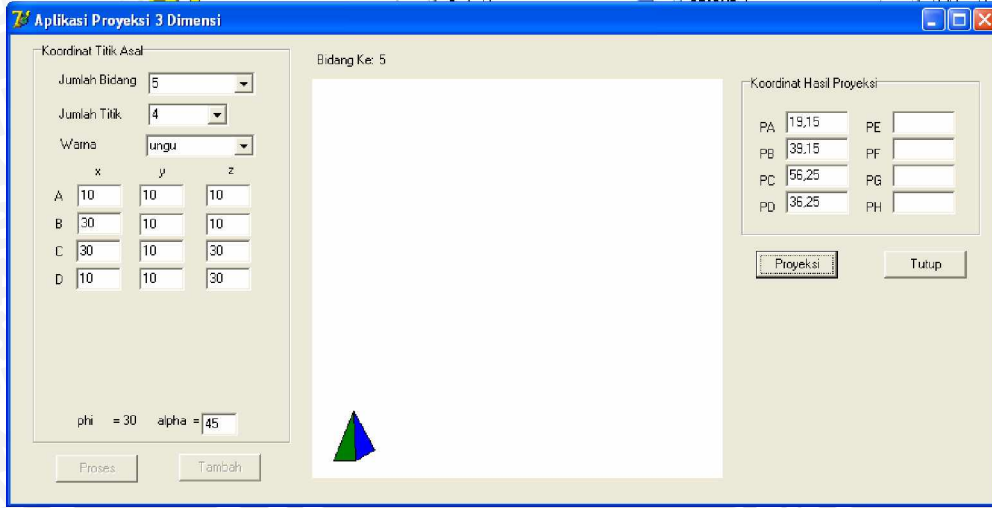 Aplikasi Proyeksi 3 Dimensi
Koordinat Titik Asal
Jumlah Bidang 5
Jumlah Titik 4
Warna ungu
x y z
A 10 10 10
B 30 10 10
C 30 10 30
D 10 10 30
phi = 30 alpha = 45
Proses Tambah
Bidang Ke: 5
Koordinat Hasil Proyeksi
PA 19,15 PE
PB 39,15 PF
PC 56,25 PG
PD 36,25 PH
Proyeksi Tutup